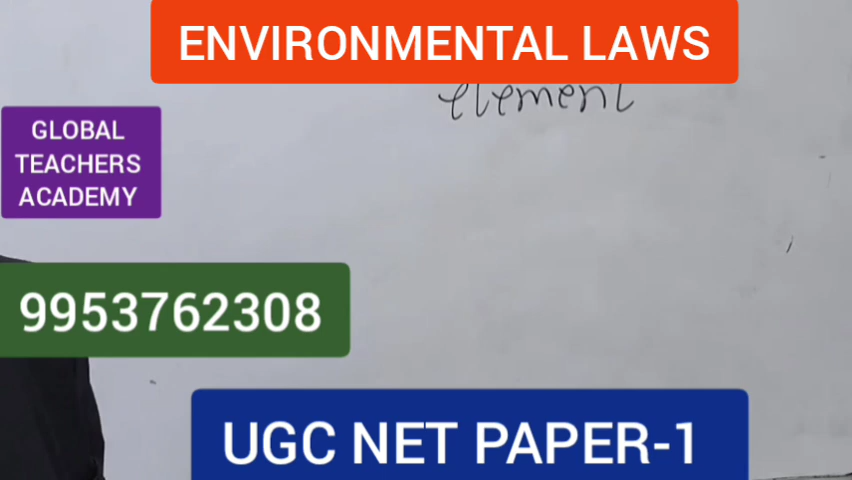 ENVIRONMENTAL LAWS
element
GLOBAL
TEACHERS
ACADEMY
9953762308
UGC NET PAPER-1